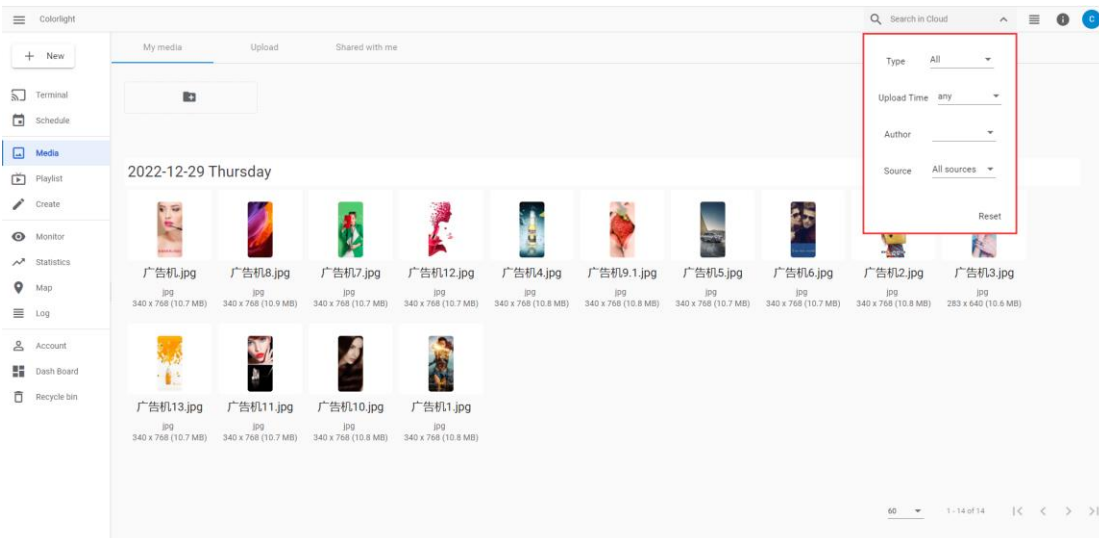 Colorlight
Search in Cloud
C
New
My media
Upload
Shared with me
Terminal
Schedule
Media
Playlist
Create
Monitor
Statistics
Map
Log
Account
Dash Board
Recycle bin
Type All
Upload Time any
Author
Source All sources
Reset
2022-12-29 Thursday
广告机.jpg
jpg
340 x 768 (10.7 MB)
广告机8.jpg
jpg
340 x 768 (10.9 MB)
广告机7.jpg
jpg
340 x 768 (10.7 MB)
广告机12.jpg
jpg
340 x 768 (10.7 MB)
广告机4.jpg
jpg
340 x 768 (10.8 MB)
广告机9.1.jpg
jpg
340 x 768 (10.8 MB)
广告机5.jpg
jpg
340 x 768 (10.7 MB)
广告机6.jpg
jpg
340 x 768 (10.7 MB)
广告机2.jpg
jpg
340 x 768 (10.8 MB)
广告机3.jpg
jpg
283 x 640 (10.6 MB)
广告机13.jpg
jpg
340 x 768 (10.7 MB)
广告机11.jpg
jpg
340 x 768 (10.7 MB)
广告机10.jpg
jpg
340 x 768 (10.8 MB)
广告机1.jpg
jpg
340 x 768 (10.8 MB)
60
1 - 14 of 14